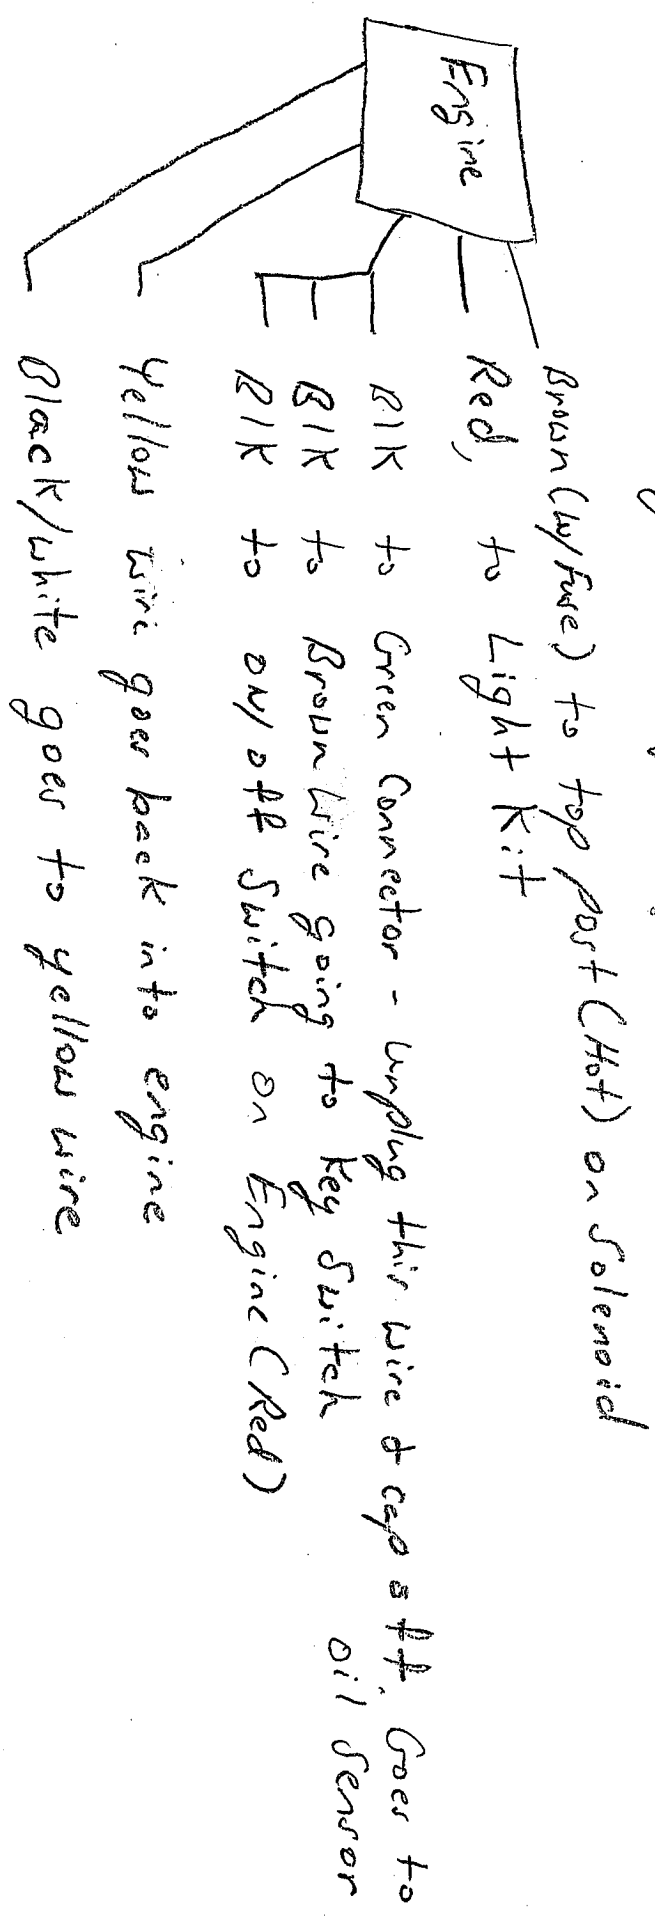 Engine
Brown (w/fuse) to top post (Hot) on Solenoid
Red, to Light Kit
Blk to Green Connector - unplug this wire & cap off. Goes to
oil sensor
Blk to Brown wire going to key switch
Blk to on/off switch on Engine (Red)
Yellow wire goes back into engine
Black/white goes to yellow wire